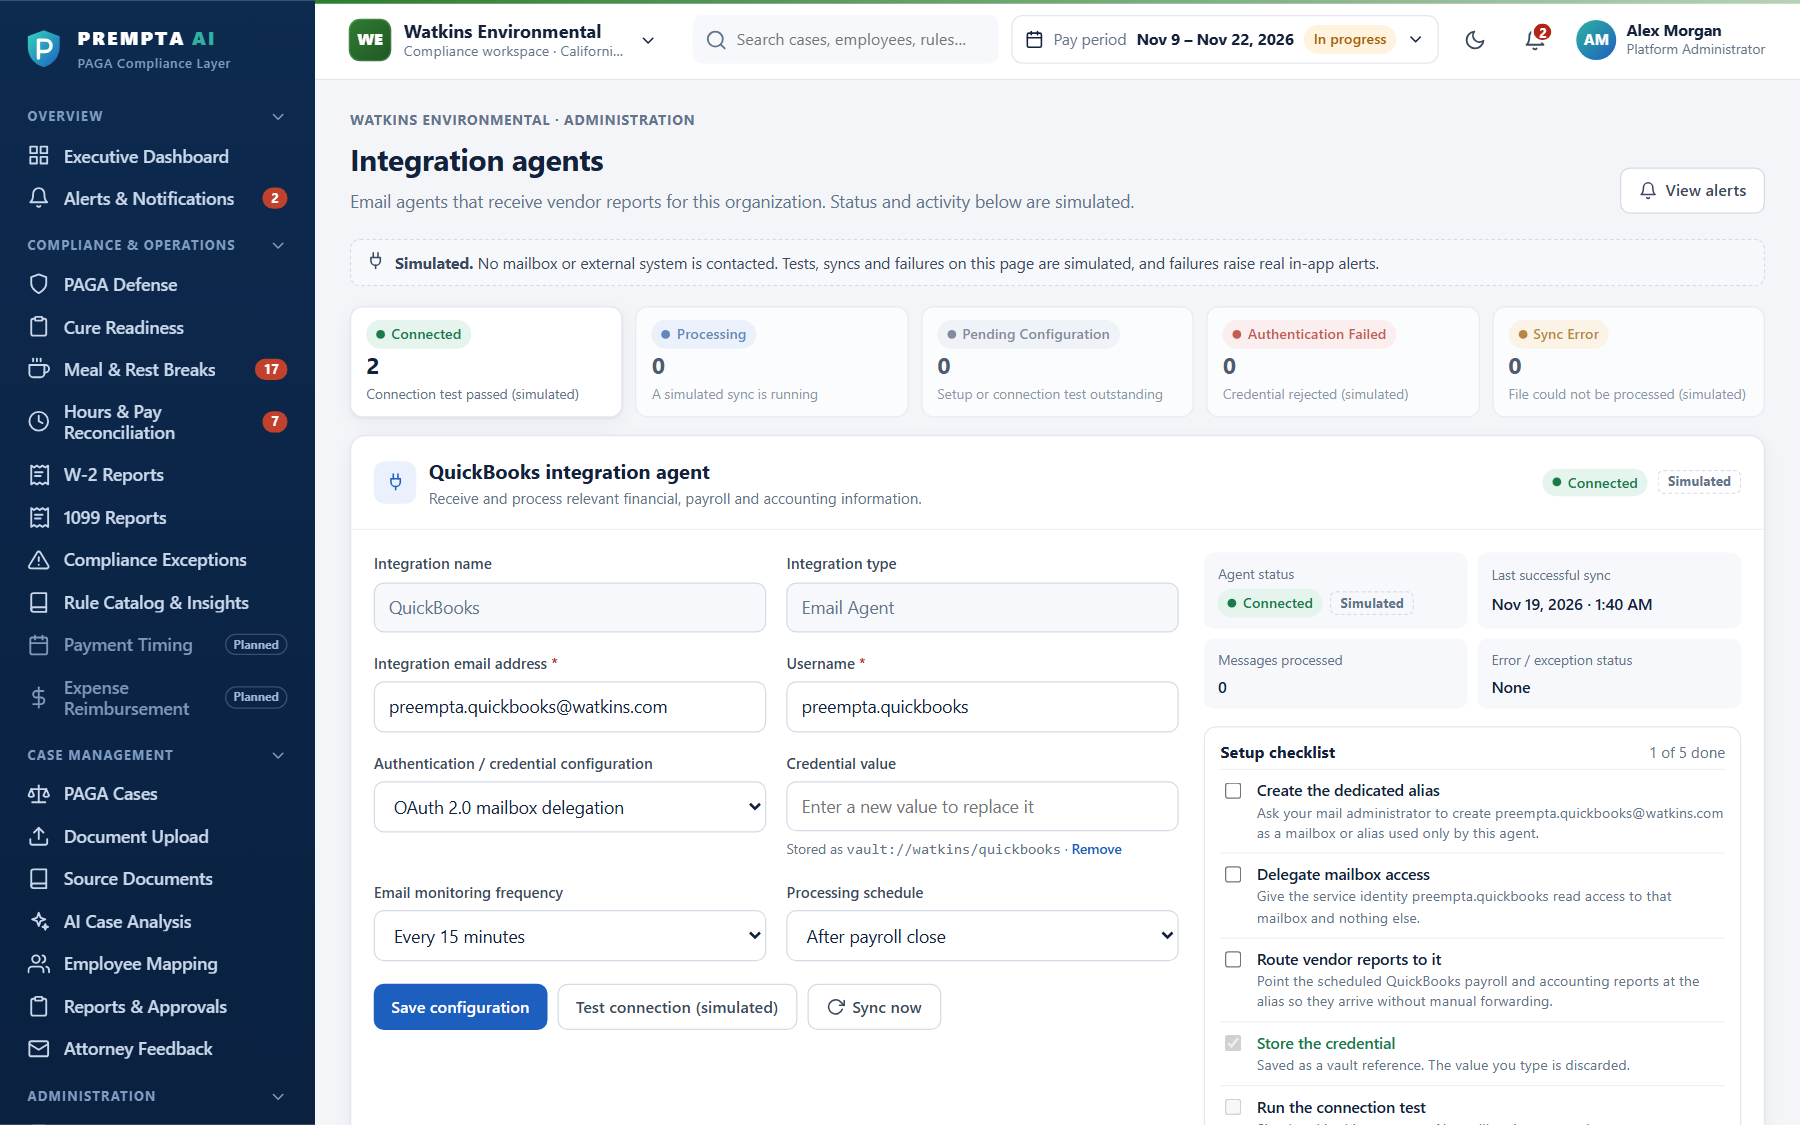 PREMPTA AI
PAGA Compliance Layer
OVERVIEW
Executive Dashboard
Alerts & Notifications 2
COMPLIANCE & OPERATIONS
PAGA Defense
Cure Readiness
Meal & Rest Breaks 17
Hours & Pay
Reconciliation 7
W-2 Reports
1099 Reports
Compliance Exceptions
Rule Catalog & Insights
Payment Timing Planned
Expense
Reimbursement Planned
CASE MANAGEMENT
PAGA Cases
Document Upload
Source Documents
AI Case Analysis
Employee Mapping
Reports & Approvals
Attorney Feedback
ADMINISTRATION
WE
Watkins Environmental
Compliance workspace · Californi...
Search cases, employees, rules...
Pay period Nov 9 – Nov 22, 2026 In progress
2
AM
Alex Morgan
Platform Administrator
WATKINS ENVIRONMENTAL · ADMINISTRATION
Integration agents
Email agents that receive vendor reports for this organization. Status and activity below are simulated.
View alerts
Simulated. No mailbox or external system is contacted. Tests, syncs and failures on this page are simulated, and failures raise real in-app alerts.
Connected
2
Connection test passed (simulated)
Processing
0
A simulated sync is running
Pending Configuration
0
Setup or connection test outstanding
Authentication Failed
0
Credential rejected (simulated)
Sync Error
0
File could not be processed (simulated)
QuickBooks integration agent
Receive and process relevant financial, payroll and accounting information.
Connected Simulated
Integration name
QuickBooks
Integration type
Email Agent
Integration email address *
preempta.quickbooks@watkins.com
Username *
preempta.quickbooks
Authentication / credential configuration
OAuth 2.0 mailbox delegation
Credential value
Enter a new value to replace it
Stored as vault://watkins/quickbooks · Remove
Email monitoring frequency
Every 15 minutes
Processing schedule
After payroll close
Save configuration
Test connection (simulated)
Sync now
Agent status
Connected Simulated
Last successful sync
Nov 19, 2026 · 1:40 AM
Messages processed
0
Error / exception status
None
Setup checklist 1 of 5 done
Create the dedicated alias
Ask your mail administrator to create preempta.quickbooks@watkins.com
as a mailbox or alias used only by this agent.
Delegate mailbox access
Give the service identity preempta.quickbooks read access to that
mailbox and nothing else.
Route vendor reports to it
Point the scheduled QuickBooks payroll and accounting reports at the
alias so they arrive without manual forwarding.
Store the credential
Saved as a vault reference. The value you type is discarded.
Run the connection test